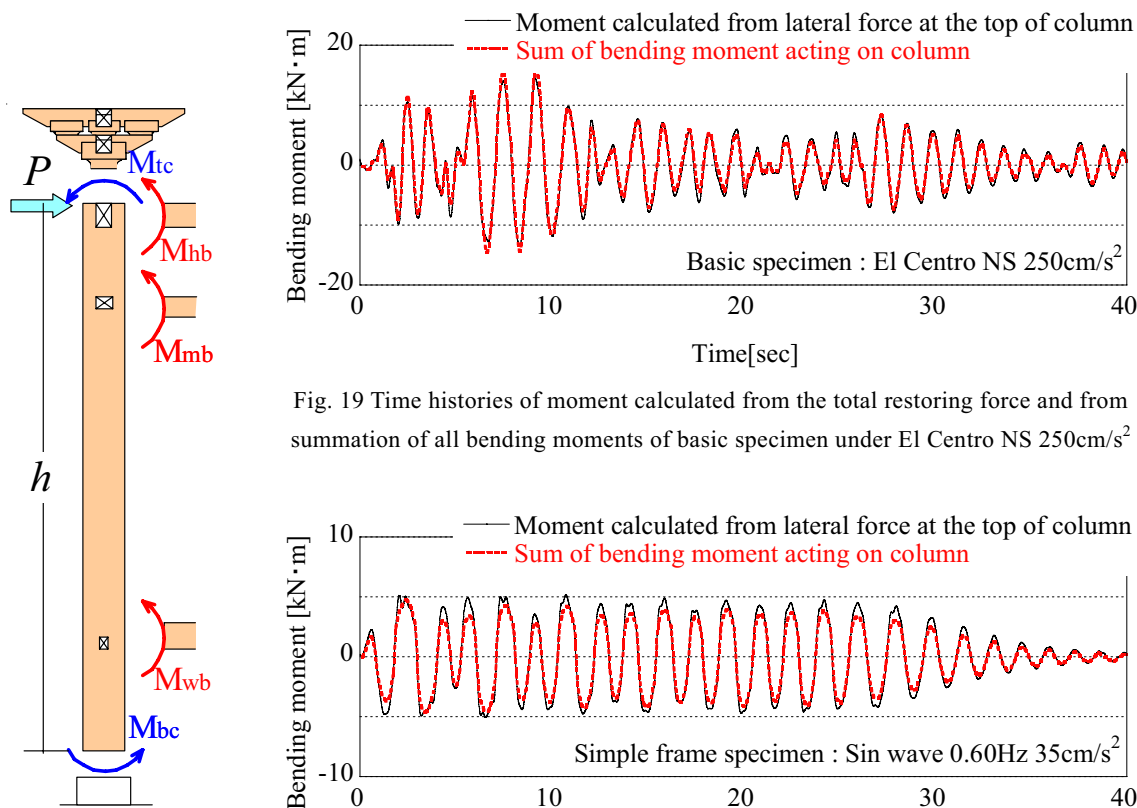 Mtc
P
Mhb
Mmb
h
Mwb
Mbc
Moment calculated from lateral force at the top of column
Sum of bending moment acting on column
Bending moment [kN・m]
20
10
0
-10
-20
Basic specimen : El Centro NS 250cm/s²
0 10 20 30 40
Time[sec]
Fig. 19 Time histories of moment calculated from the total restoring force and from
summation of all bending moments of basic specimen under El Centro NS 250cm/s²
Moment calculated from lateral force at the top of column
Sum of bending moment acting on column
Bending moment [kN・m]
10
5
0
-5
-10
Simple frame specimen : Sin wave 0.60Hz 35cm/s²
0 10 20 30 40